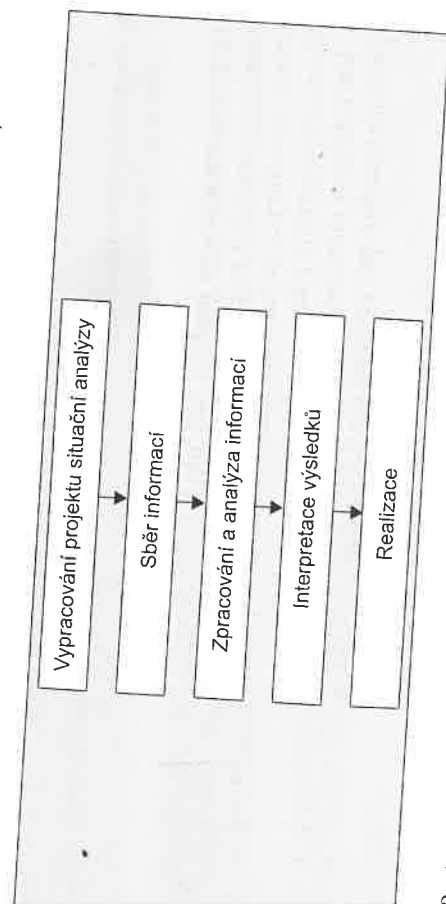 Vypracování projektu situační analýzy
Sběr informací
Zpracování a analýza informací
Interpretace výsledků
Realizace